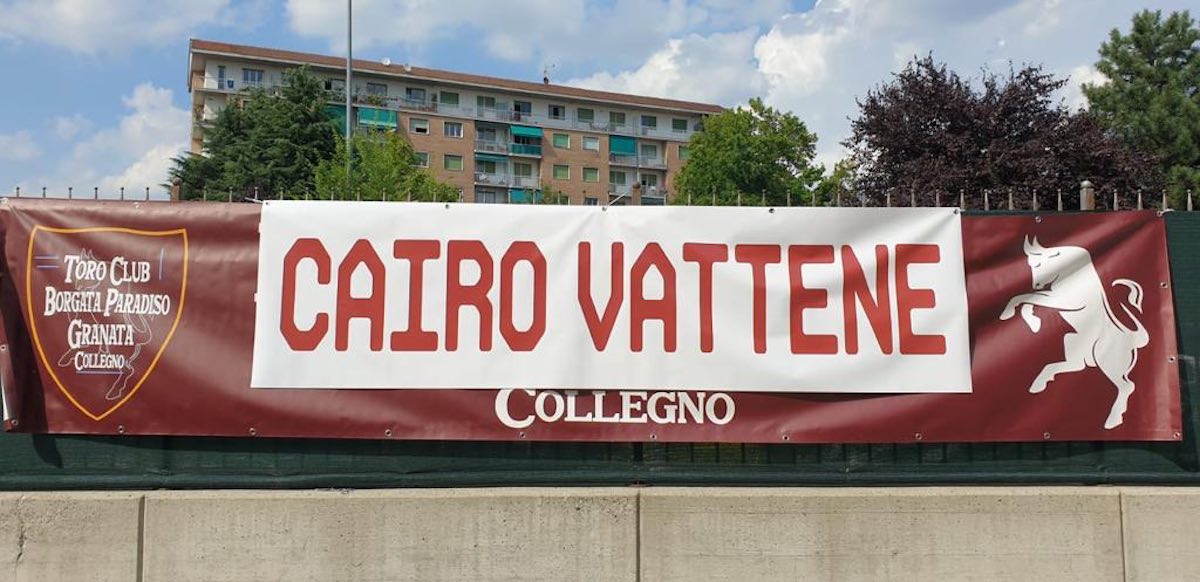 Toro Club
Borgata Paradiso
Granata
Collegno
CAIRO VATTENE
Collegno